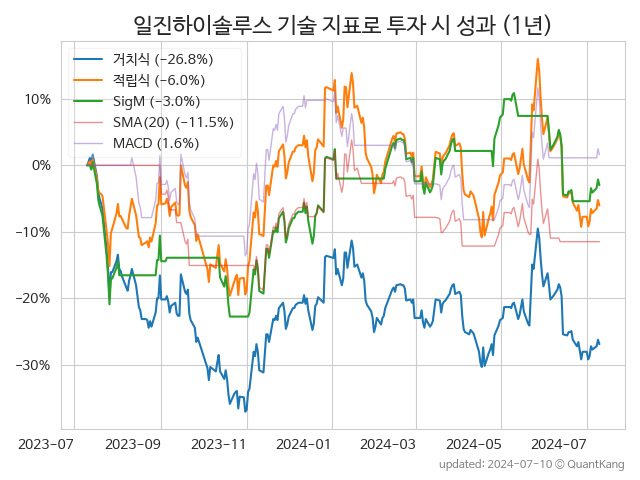 일진하이솔루스 기술 지표로 투자 시 성과 (1년)
거치식 (−26.8%)
적립식 (−6.0%)
SigM (−3.0%)
SMA(20) (−11.5%)
MACD (1.6%)
10%
0%
−10%
−20%
−30%
2023-07 2023-09 2023-11 2024-01 2024-03 2024-05 2024-07
updated: 2024-07-10 © QuantKang